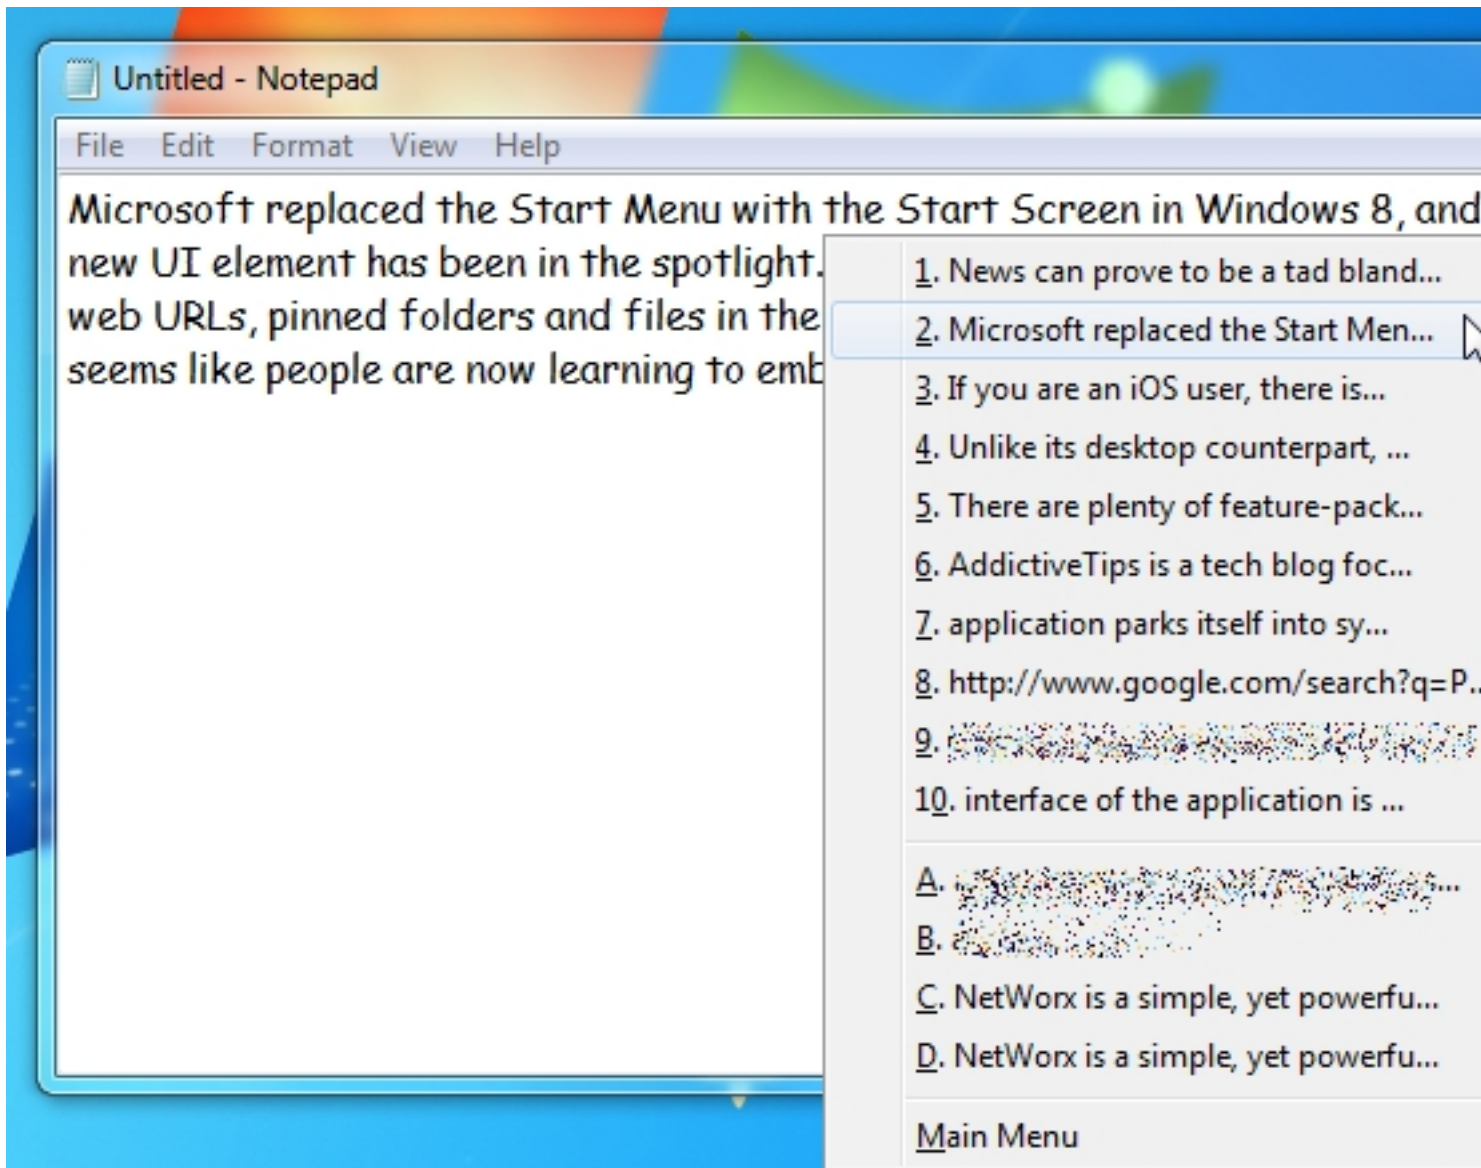 Untitled - Notepad
File Edit Format View Help
Microsoft replaced the Start Menu with the Start Screen in Windows 8, and
new UI element has been in the spotlight.
web URLs, pinned folders and files in the
seems like people are now learning to
1. News can prove to be a tad bland...
2. Microsoft replaced the Start Men...
3. If you are an iOS user, there is...
4. Unlike its desktop counterpart, ...
5. There are plenty of feature-pack...
6. AddictiveTips is a tech blog foc...
7. application parks itself into sy...
8. http://www.google.com/search?q=P...
9.
10. interface of the application is ...
A. ...
B.
C. NetWorx is a simple, yet powerfu...
D. NetWorx is a simple, yet powerfu...
Main Menu